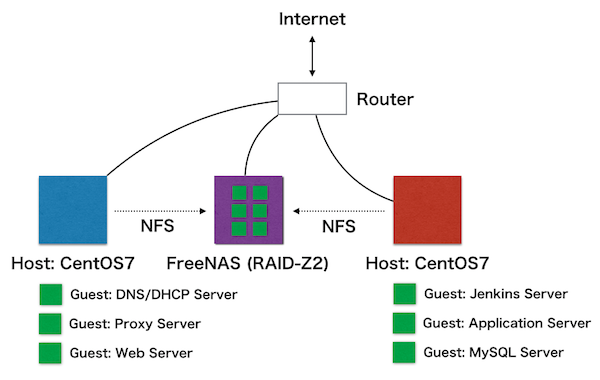 Internet
Router
NFS
NFS
Host: CentOS7
FreeNAS (RAID-Z2)
Host: CentOS7
Guest: DNS/DHCP Server
Guest: Proxy Server
Guest: Web Server
Guest: Jenkins Server
Guest: Application Server
Guest: MySQL Server